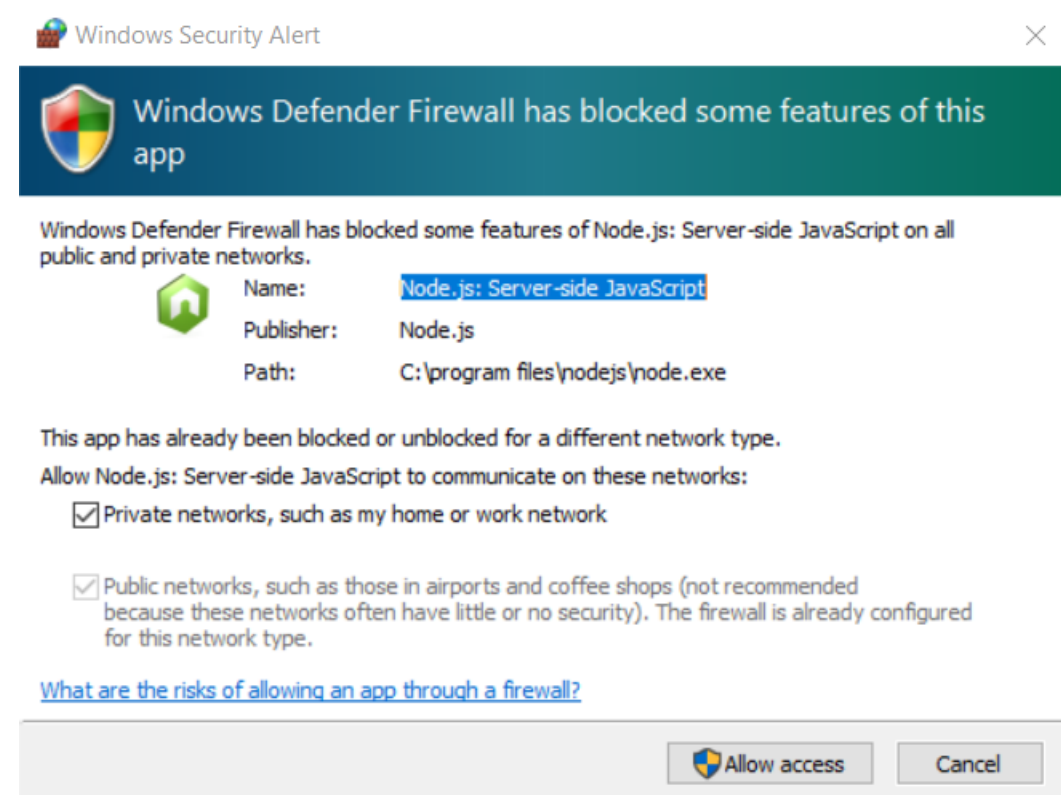 Windows Security Alert
Windows Defender Firewall has blocked some features of this
app
Windows Defender Firewall has blocked some features of Node.js: Server-side JavaScript on all
public and private networks.
Name: Node.js: Server-side JavaScript
Publisher: Node.js
Path: C:\program files\nodejs\node.exe
This app has already been blocked or unblocked for a different network type.
Allow Node.js: Server-side JavaScript to communicate on these networks:
Private networks, such as my home or work network
Public networks, such as those in airports and coffee shops (not recommended
because these networks often have little or no security). The firewall is already configured
for this network type.
What are the risks of allowing an app through a firewall?
Allow access Cancel